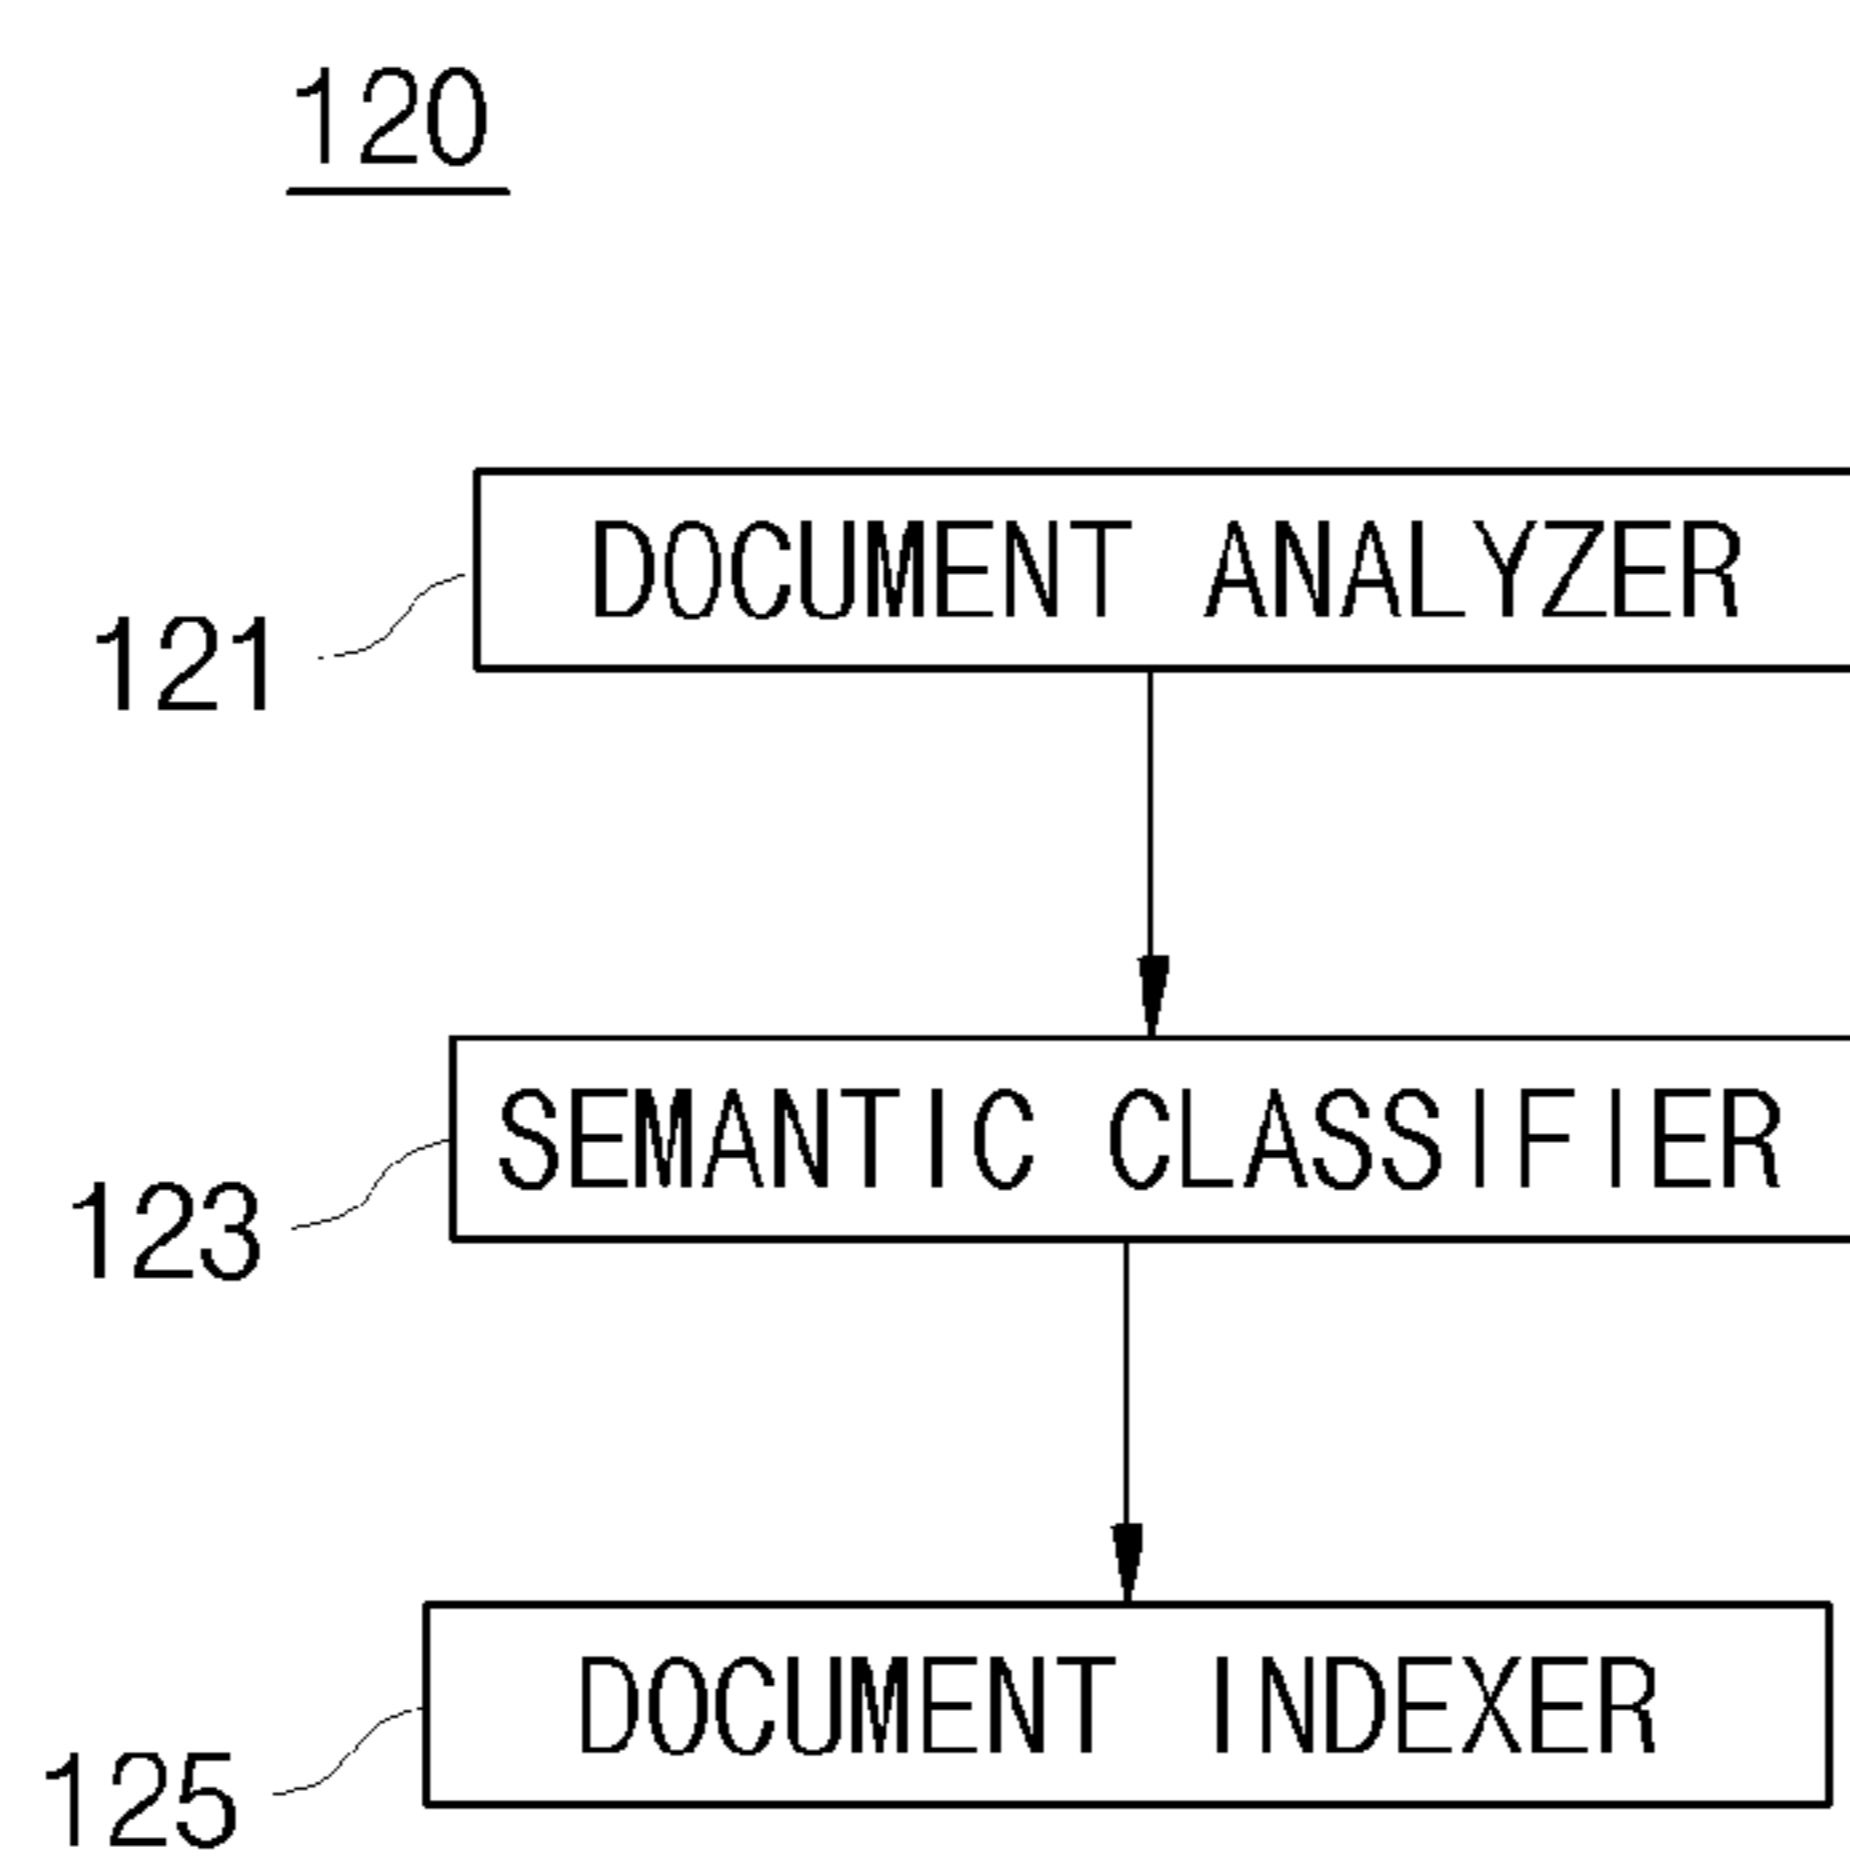 120
DOCUMENT ANALYZER
121
SEMANTIC CLASSIFIER
123
DOCUMENT INDEXER
125